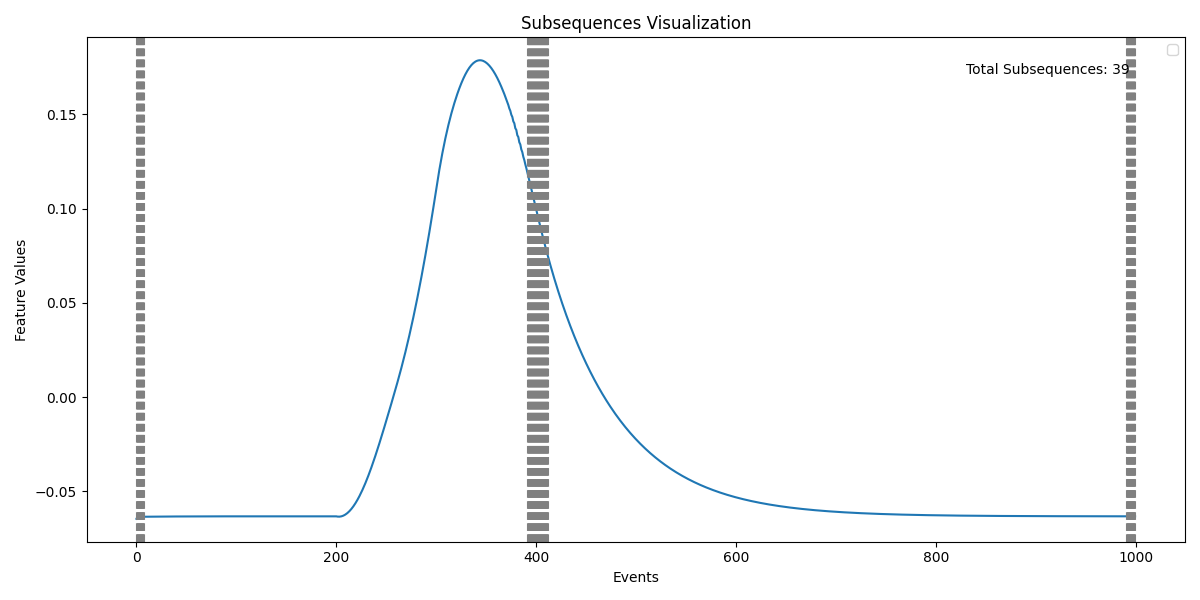 Subsequences Visualization
Total Subsequences: 39
Feature Values
0.15
0.10
0.05
0.00
−0.05
0 200 400 600 800 1000
Events